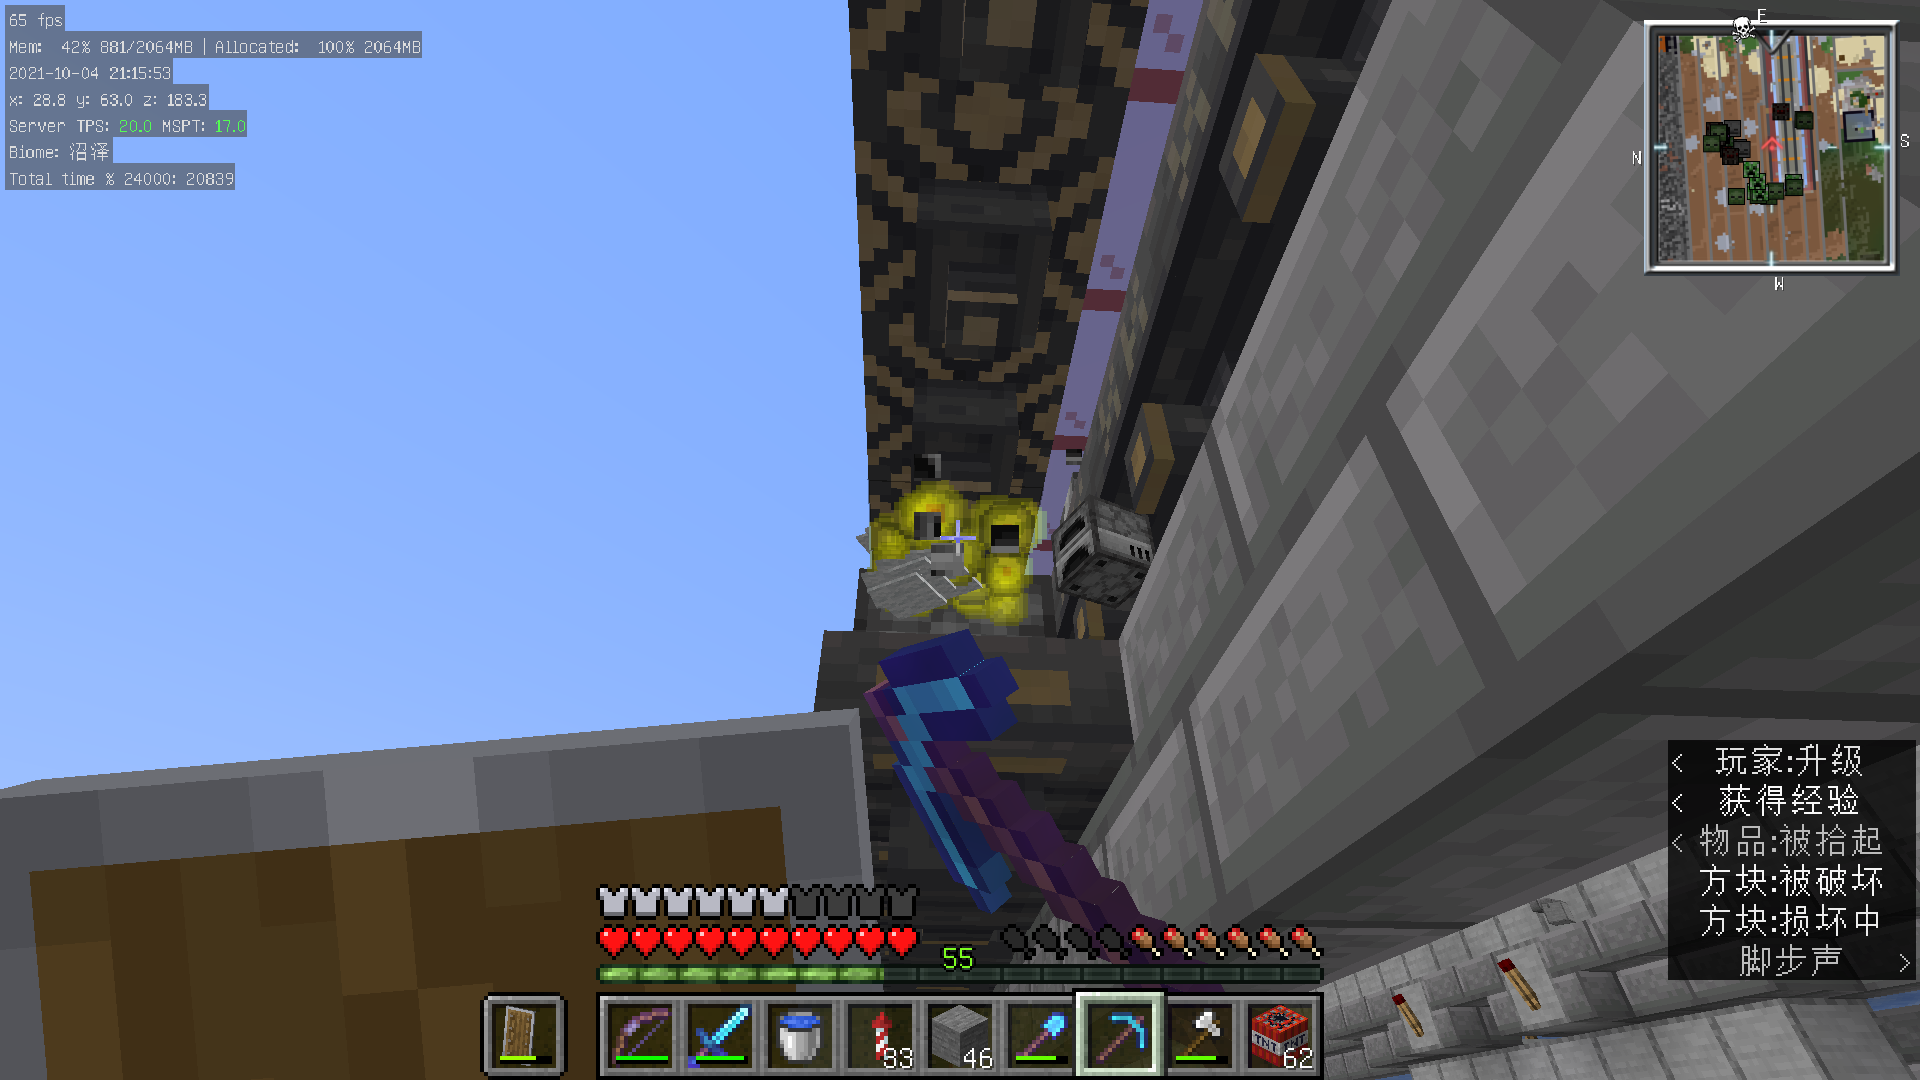 65 fps
Mem: 42% 881/2064MB | Allocated: 100% 2064MB
2021-10-04 21:15:53
x: 28.8 y: 63.0 z: 183.3
Server TPS: 20.0 MSPT: 17.0
Biome: 沼泽
Total time % 24000: 20839
E
N
S
W
< 玩家:升级
< 获得经验
< 物品:被拾起
方块:被破坏
方块:损坏中
脚步声 >
55
83
46
62
TNT